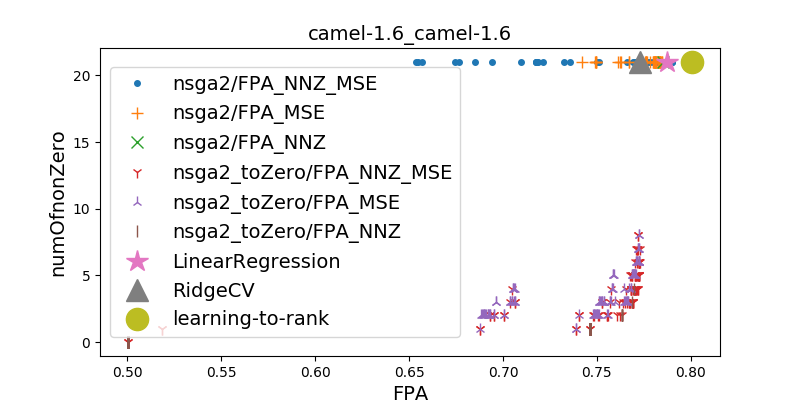 camel-1.6_camel-1.6
numOfnonZero
20
15
10
5
0
nsga2/FPA_NNZ_MSE
nsga2/FPA_MSE
nsga2/FPA_NNZ
nsga2_toZero/FPA_NNZ_MSE
nsga2_toZero/FPA_MSE
nsga2_toZero/FPA_NNZ
LinearRegression
RidgeCV
learning-to-rank
0.50 0.55 0.60 0.65 0.70 0.75 0.80
FPA